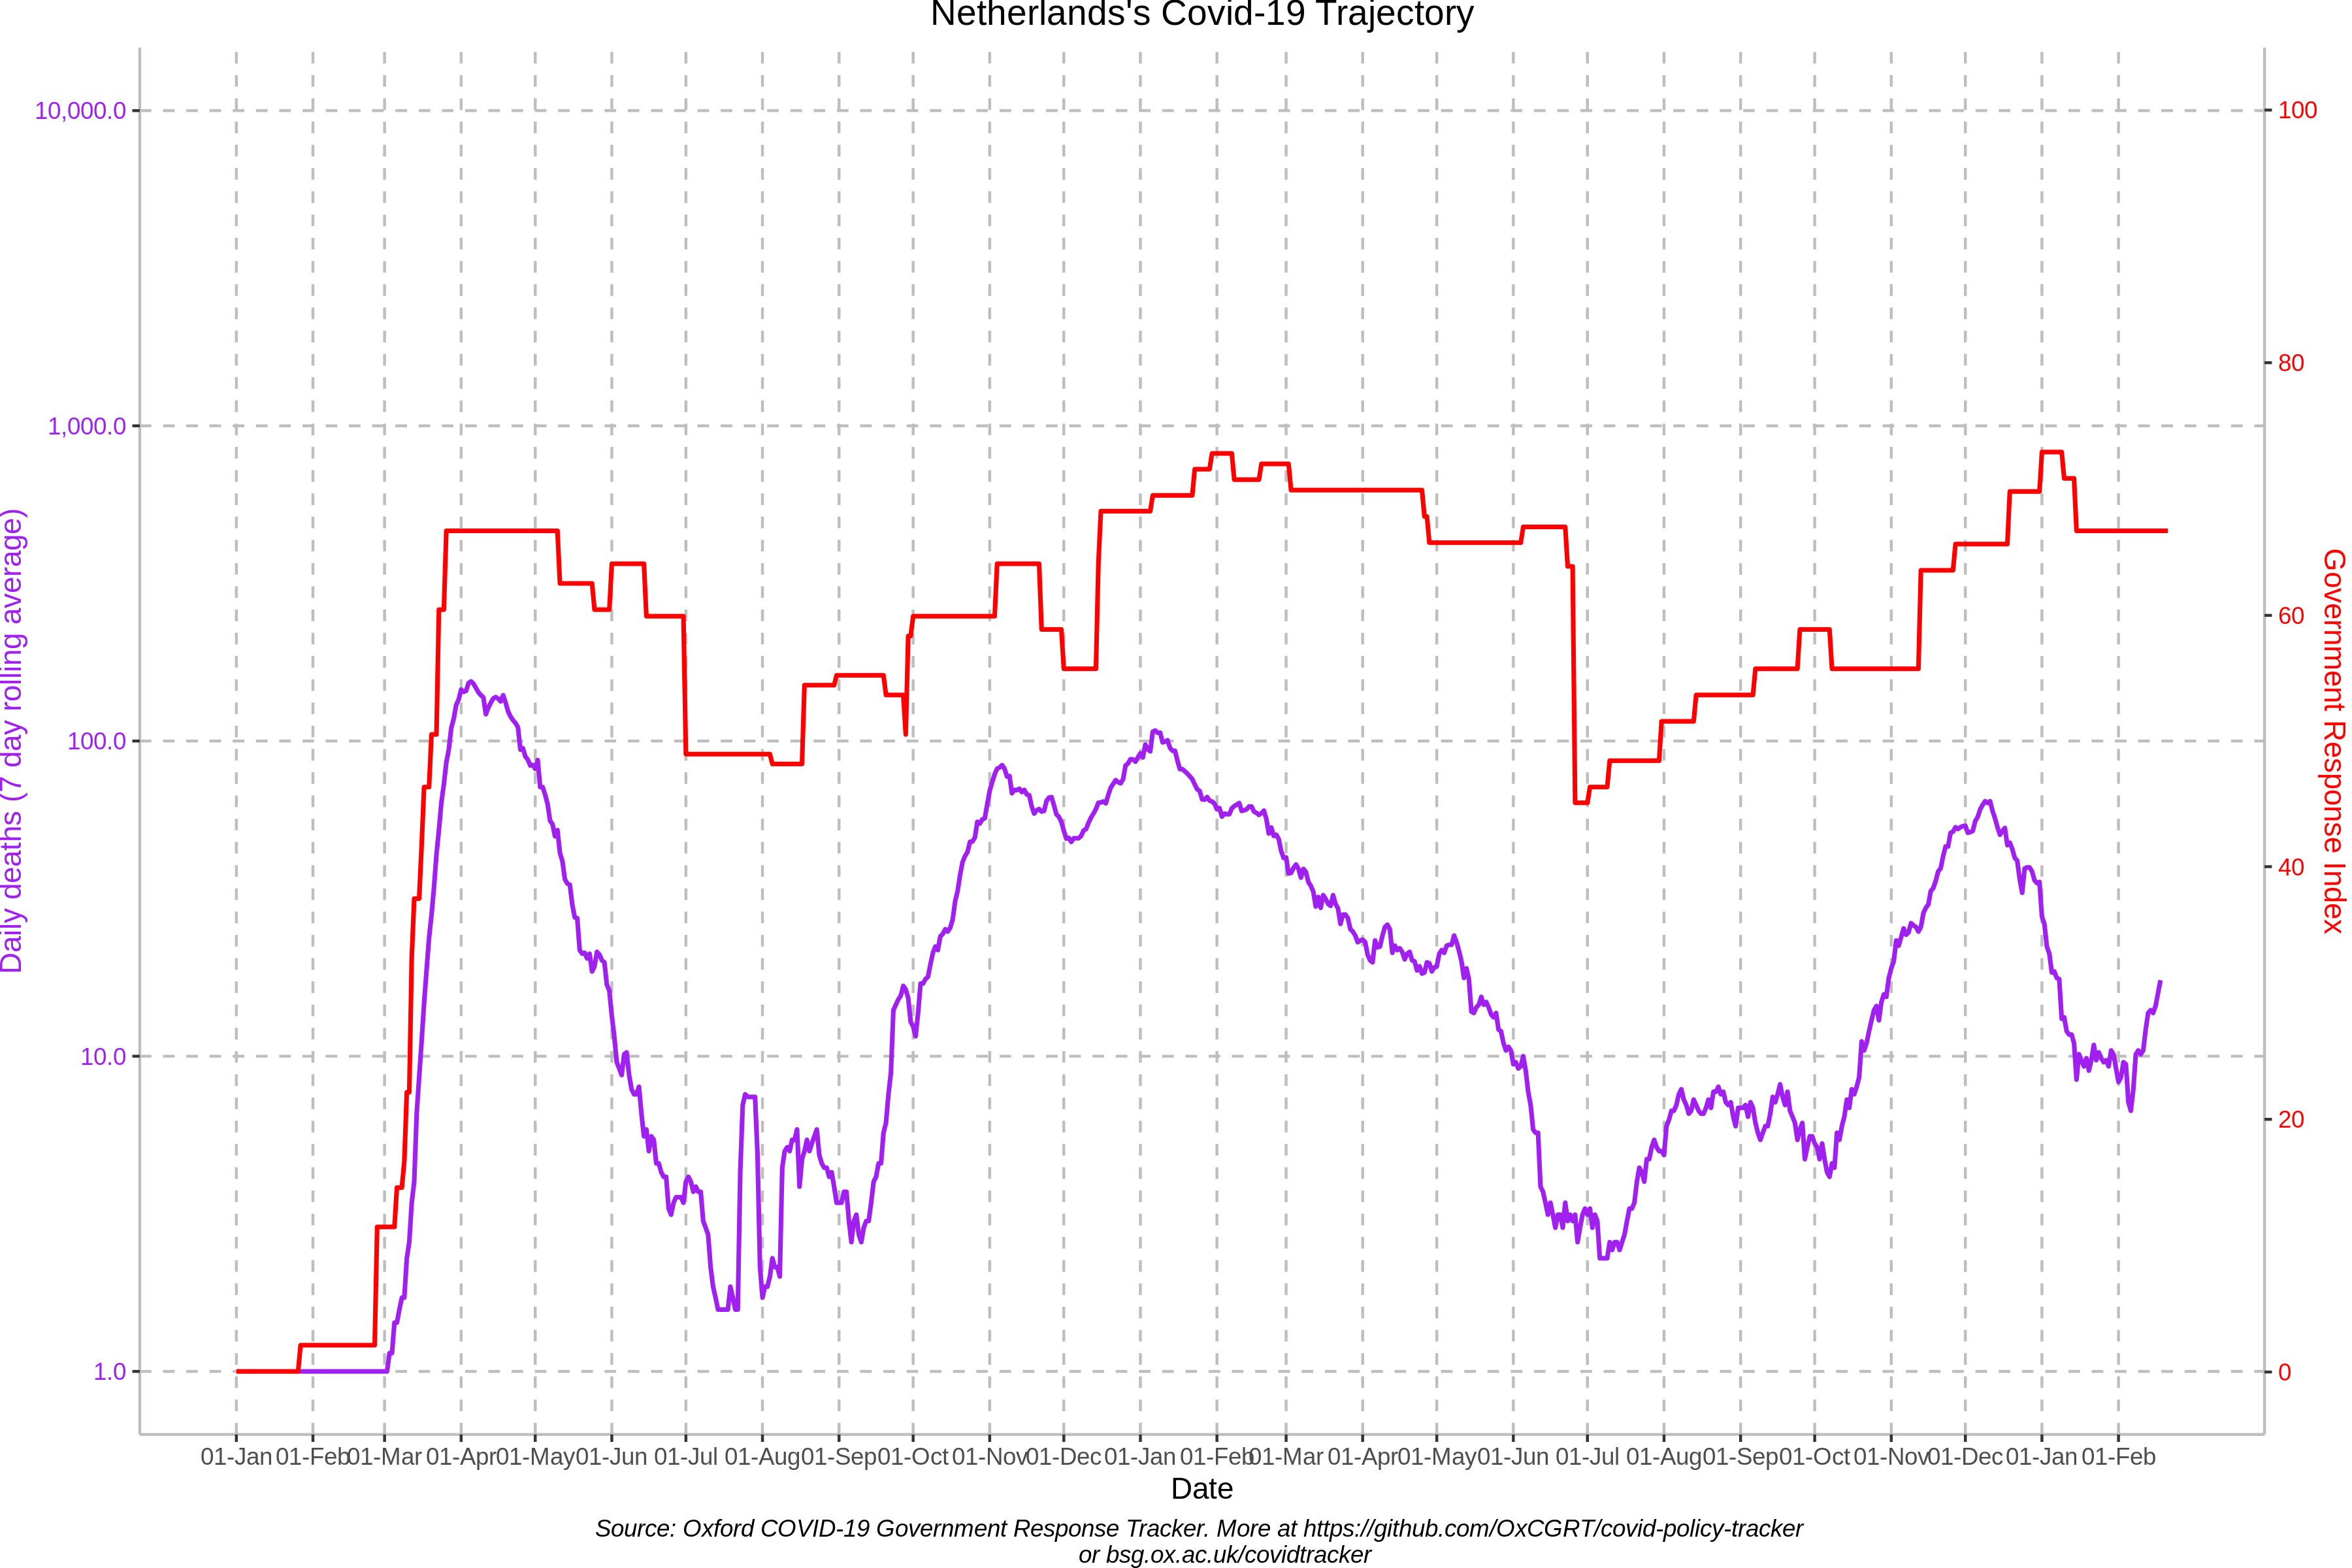 Netherlands's Covid-19 Trajectory
10,000.0
1,000.0
100.0
10.0
1.0
Daily deaths (7 day rolling average)
100
80
60
40
20
0
Government Response Index
01-Jan 01-Feb 01-Mar 01-Apr 01-May 01-Jun 01-Jul 01-Aug 01-Sep 01-Oct 01-Nov 01-Dec 01-Jan 01-Feb 01-Mar 01-Apr 01-May 01-Jun 01-Jul 01-Aug 01-Sep 01-Oct 01-Nov 01-Dec 01-Jan 01-Feb
Date
Source: Oxford COVID-19 Government Response Tracker. More at https://github.com/OxCGRT/covid-policy-tracker
or bsg.ox.ac.uk/covidtracker